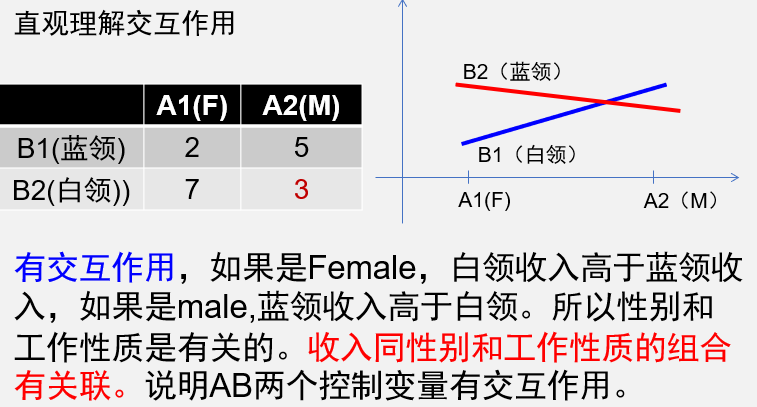 直观理解交互作用
A1(F) A2(M)
B1(蓝领) 2 5
B2(白领)) 7 3
B2（蓝领）
B1（白领）
A1(F) A2（M）
有交互作用，如果是Female，白领收入高于蓝领收
入，如果是male,蓝领收入高于白领。所以性别和
工作性质是有关的。收入同性别和工作性质的组合
有关联。说明AB两个控制变量有交互作用。